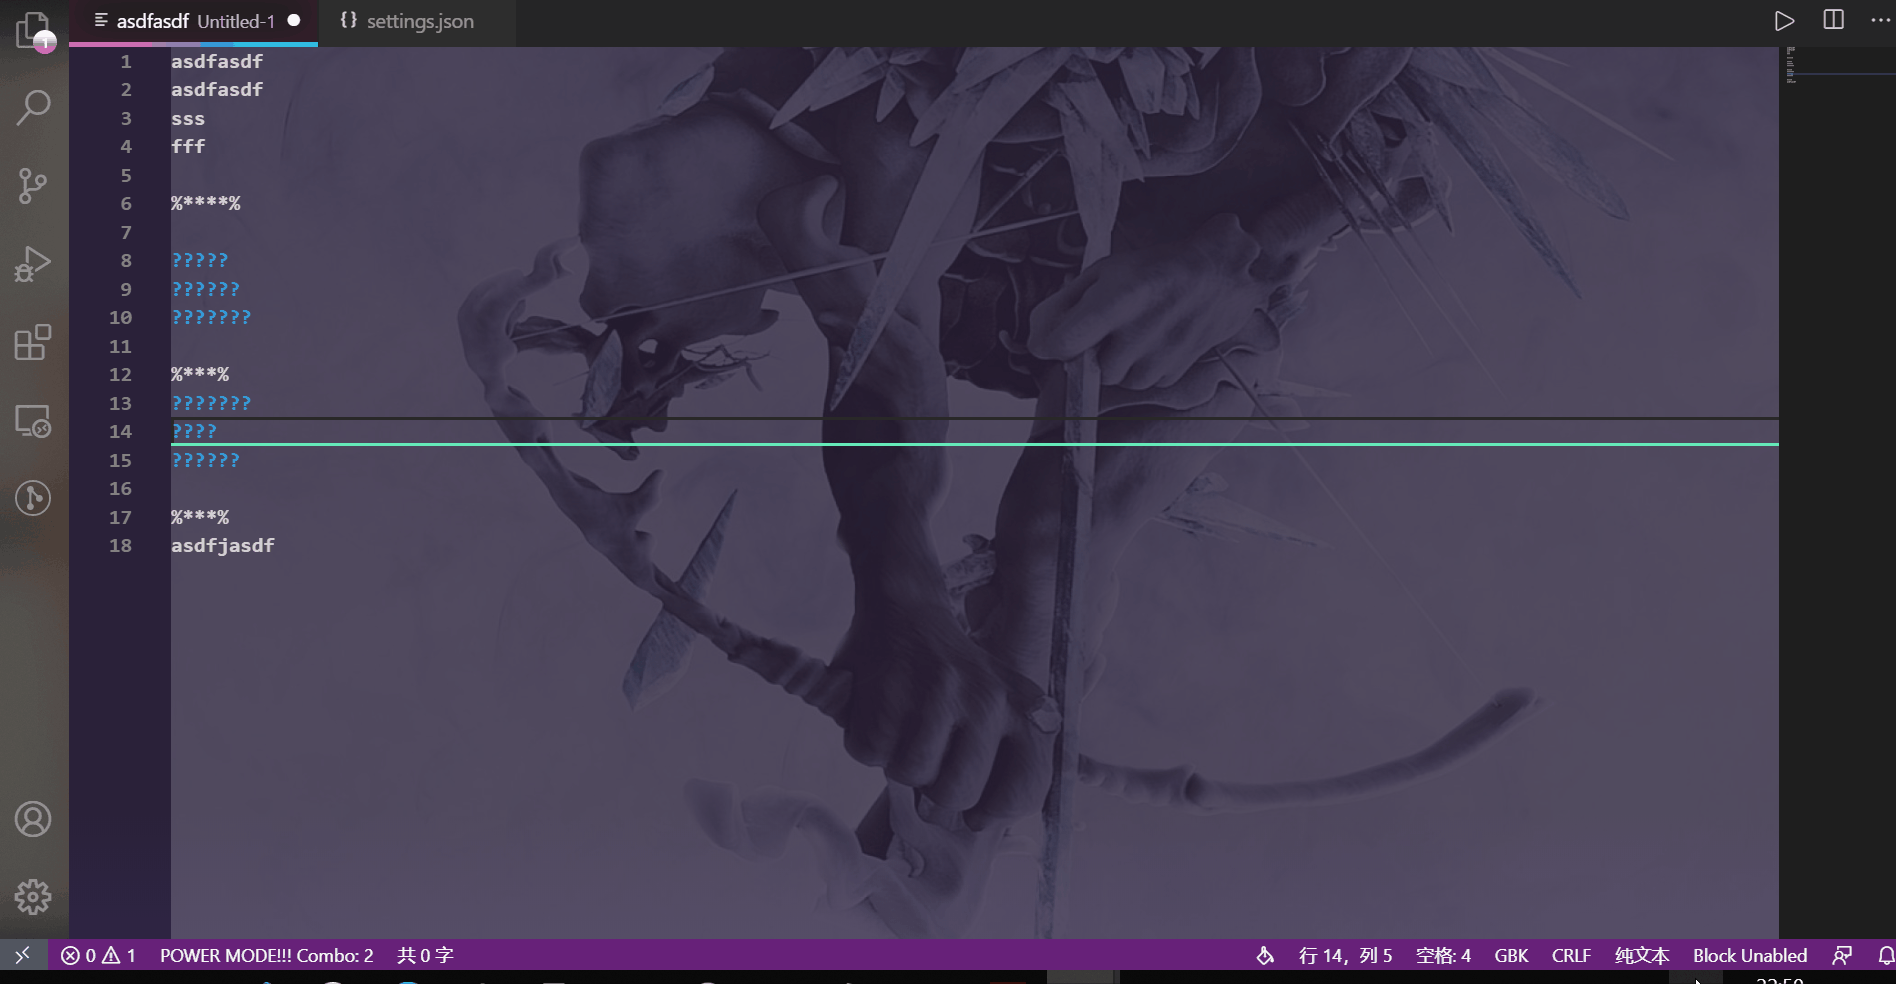 asdfasdf Untitled-1
{} settings.json
1
1 asdfasdf
2 asdfasdf
3 sss
4 fff
5
6 %****%
7
8 ?????
9 ??????
10 ???????
11
12 %***%
13 ???????
14 ????
15 ??????
16
17 %***%
18 asdfjasdf
0 1 POWER MODE!!! Combo: 2 共 0 字 行 14，列 5 空格: 4 GBK CRLF 纯文本 Block Unabled